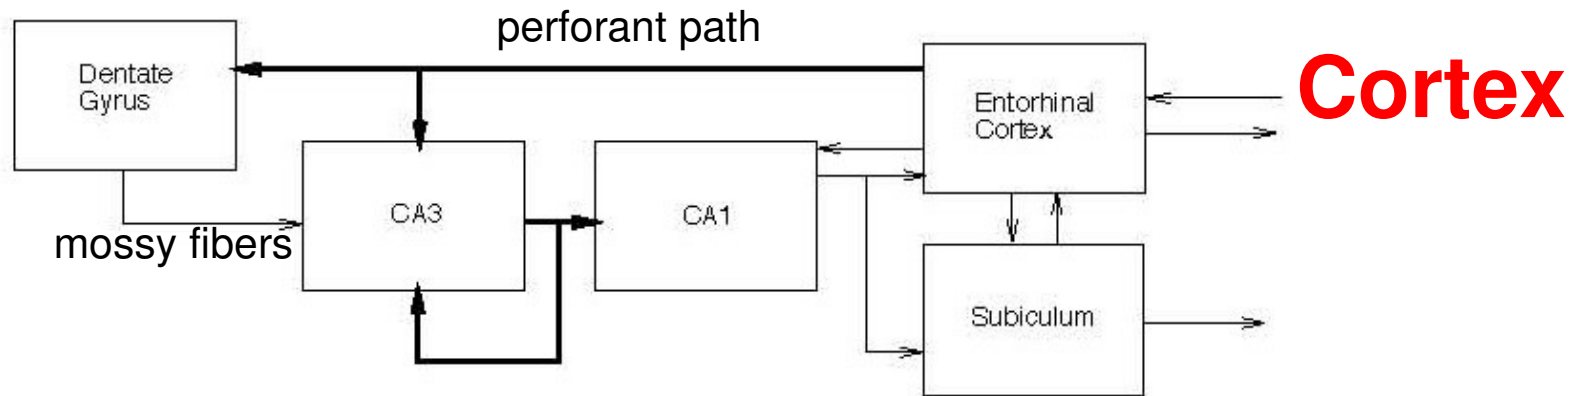 perforant path
Dentate
Gyrus
Entorhinal
Cortex
Cortex
CA3
CA1
mossy fibers
Subiculum